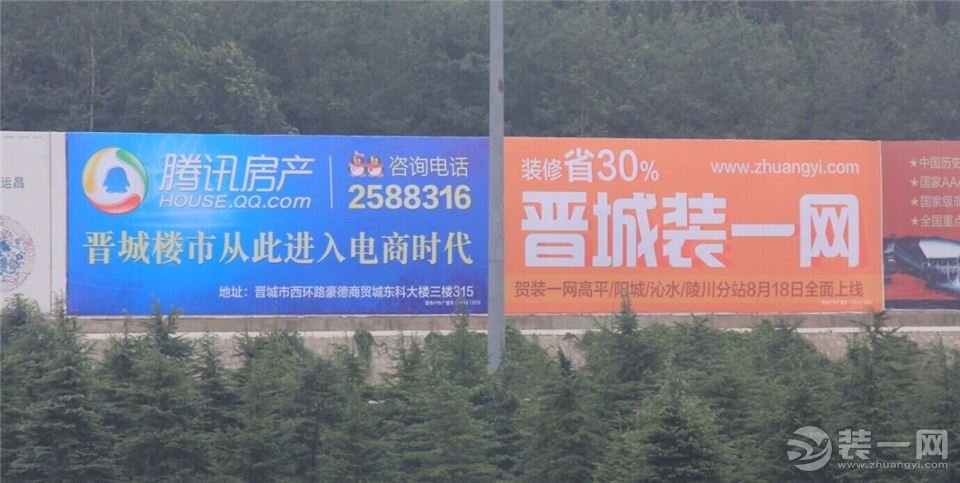 运昌
腾讯房产
HOUSE.QQ.com
咨询电话
2588316
晋城楼市从此进入电商时代
地址：晋城市西环路豪德商贸城东科大楼三楼315
装修省30%
www.zhuangyi.com
晋城装一网
贺装一网高平/阳城/沁水/陵川分站8月18日全面上线
★中国历史
★国家AAA
★国家级非
★全国重点
装一网
www.zhuangyi.com